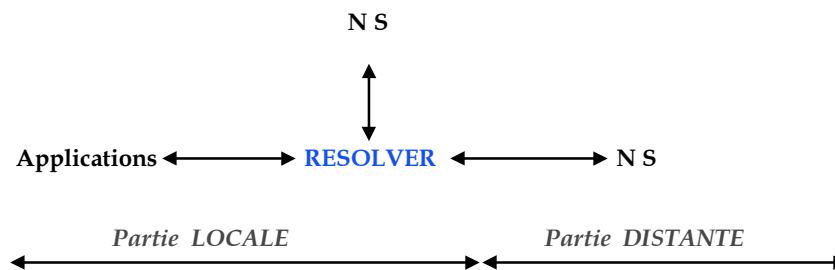 N S
Applications RESOLVER N S
Partie LOCALE Partie DISTANTE